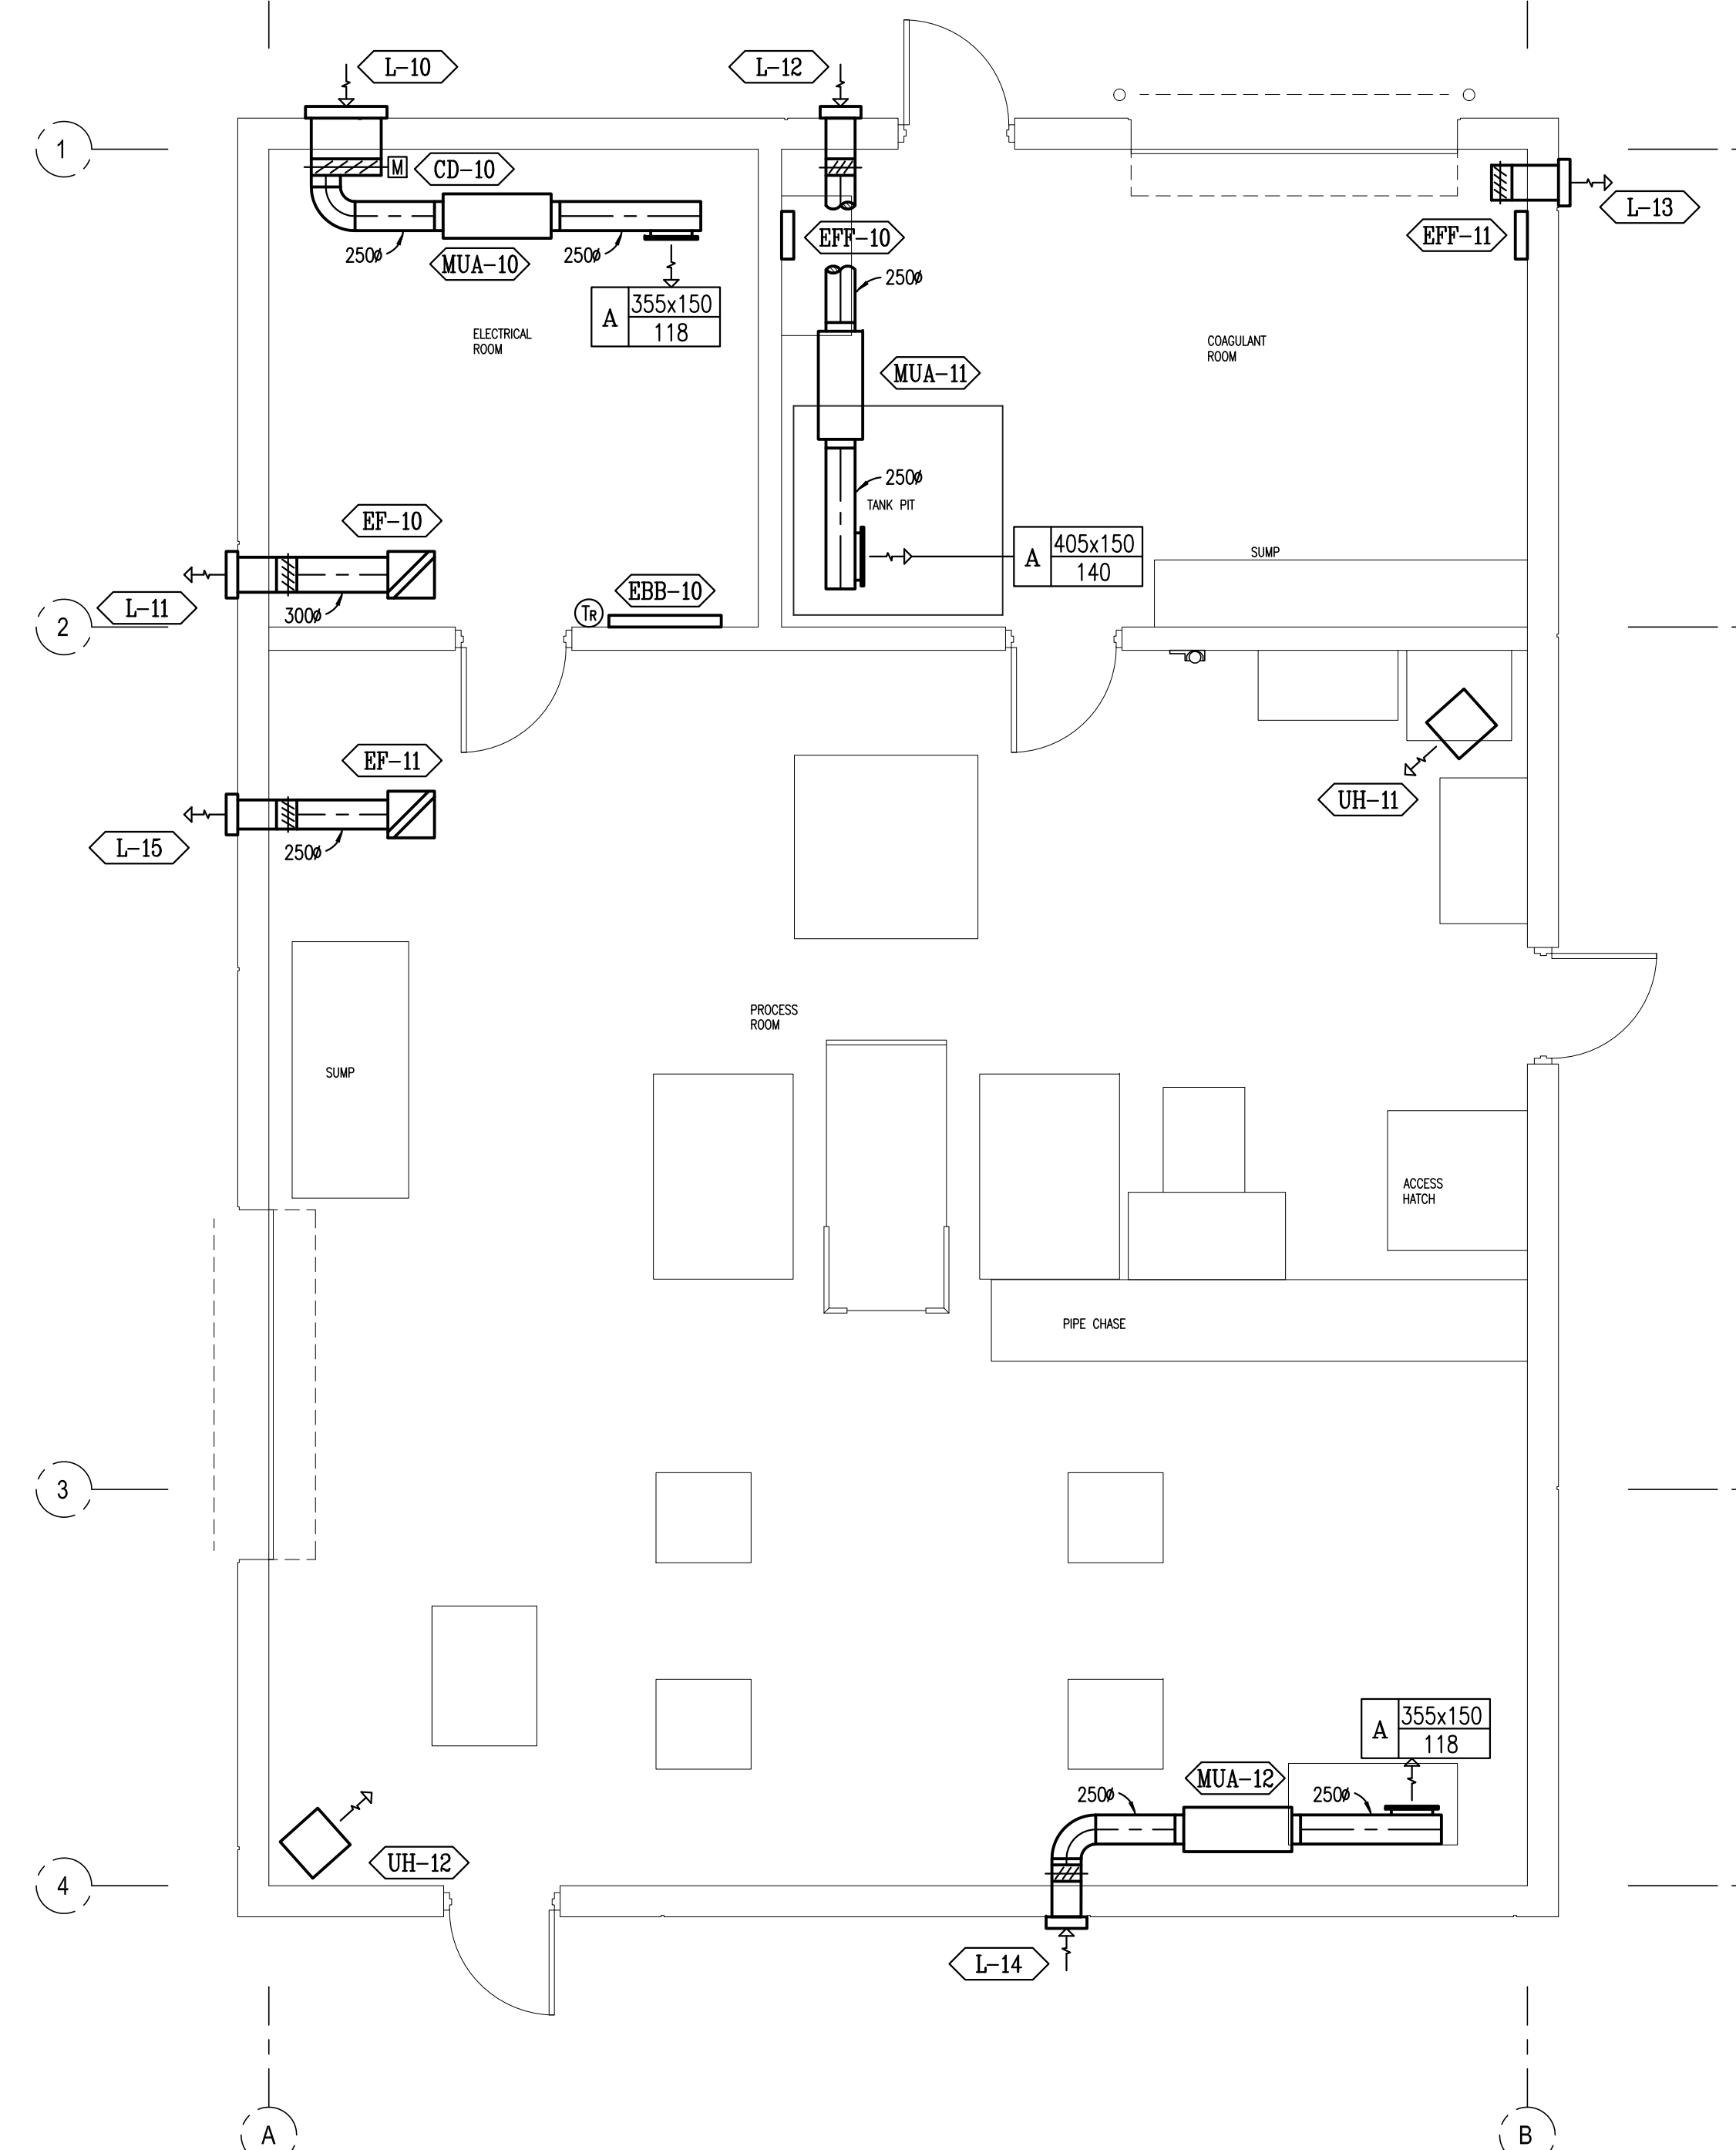 L-10
L-12
1
M
CD-10
L-13
EFF-10
EFF-11
250ø
MUA-10
250ø
250ø
A
355x150
118
ELECTRICAL
ROOM
COAGULANT
ROOM
MUA-11
250ø
TANK PIT
EF-10
A
405x150
140
SUMP
EBB-10
L-11
300ø
TR
2
EF-11
UH-11
L-15
250ø
PROCESS
ROOM
SUMP
ACCESS
HATCH
PIPE CHASE
3
A
355x150
118
MUA-12
250ø
250ø
UH-12
4
L-14
A
B